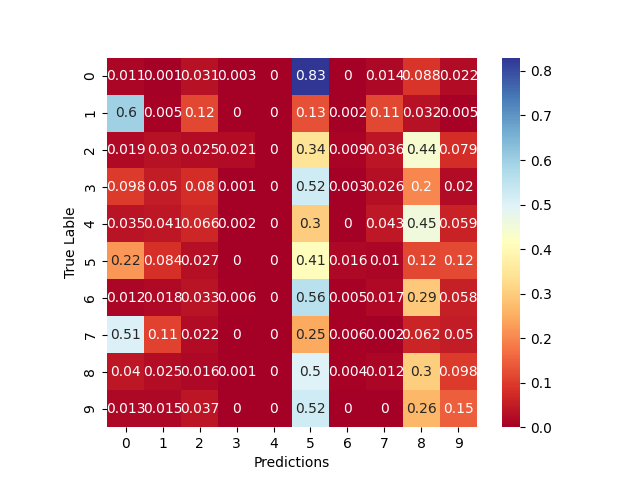 0.011 0.001 0.031 0.003 0 0.83 0 0.014 0.088 0.022
0.6 0.005 0.12 0 0 0.13 0.002 0.11 0.032 0.005
0.019 0.03 0.025 0.021 0 0.34 0.009 0.036 0.44 0.079
0.098 0.05 0.08 0.001 0 0.52 0.003 0.026 0.2 0.02
0.035 0.041 0.066 0.002 0 0.3 0 0.043 0.45 0.059
0.22 0.084 0.027 0 0 0.41 0.016 0.01 0.12 0.12
0.012 0.018 0.033 0.006 0 0.56 0.005 0.017 0.29 0.058
0.51 0.11 0.022 0 0 0.25 0.006 0.002 0.062 0.05
0.04 0.025 0.016 0.001 0 0.5 0.004 0.012 0.3 0.098
0.013 0.015 0.037 0 0 0.52 0 0 0.26 0.15
0
1
2
3
4
5
6
7
8
9
True Lable
0 1 2 3 4 5 6 7 8 9
Predictions
0.8
0.7
0.6
0.5
0.4
0.3
0.2
0.1
0.0